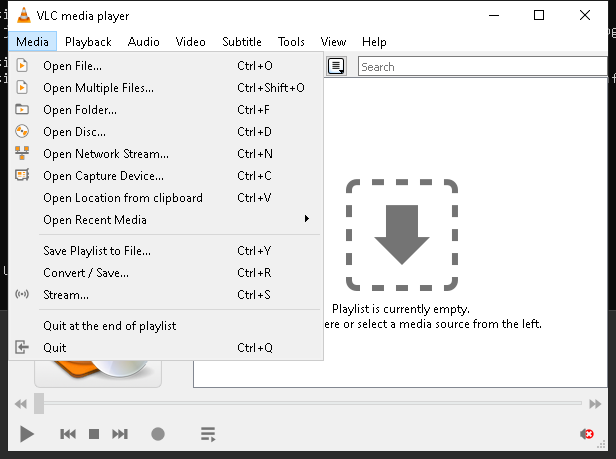 VLC media player
Media Playback Audio Video Subtitle Tools View Help
Open File... Ctrl+O
Open Multiple Files... Ctrl+Shift+O
Open Folder... Ctrl+F
Open Disc... Ctrl+D
Open Network Stream... Ctrl+N
Open Capture Device... Ctrl+C
Open Location from clipboard Ctrl+V
Open Recent Media
Save Playlist to File... Ctrl+Y
Convert / Save... Ctrl+R
Stream... Ctrl+S
Quit at the end of playlist
Quit Ctrl+Q
Search
Playlist is currently empty.
ere or select a media source from the left.